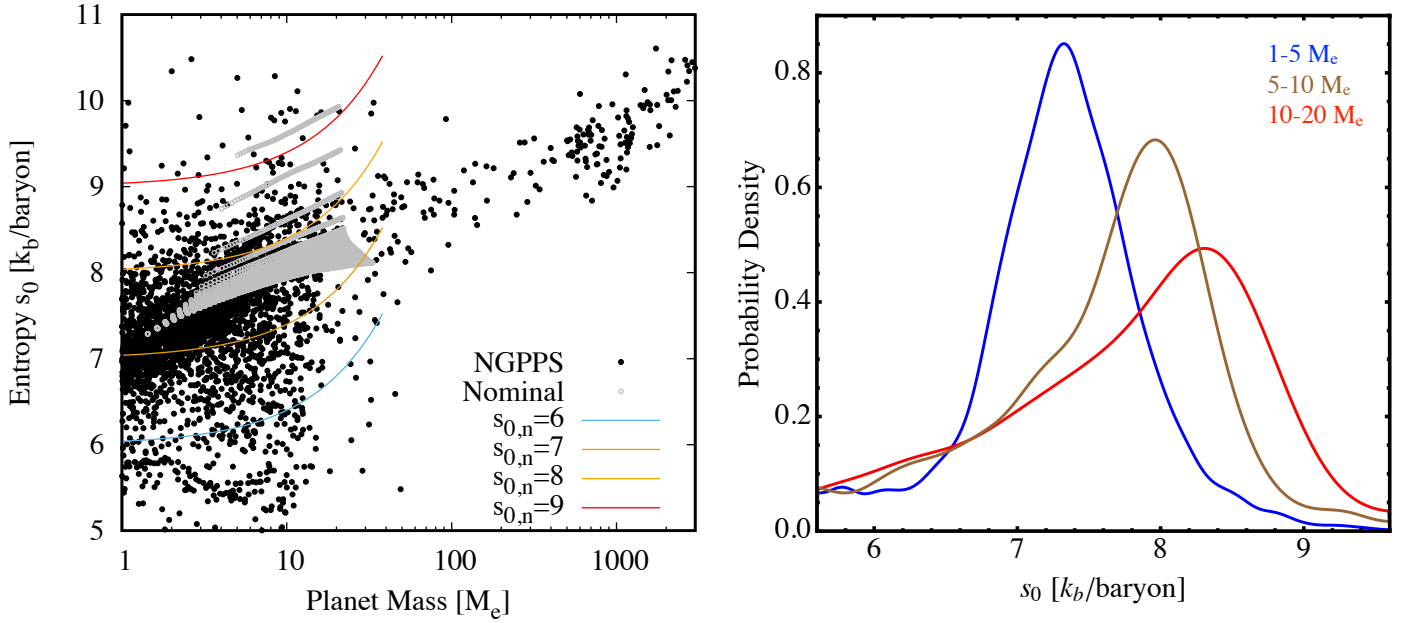 11
10
9
8
7
6
5
Entropy s₀ [k_b/baryon]
NGPPS
Nominal
s₀,ₙ=6
s₀,ₙ=7
s₀,ₙ=8
s₀,ₙ=9
1
10
100
1000
Planet Mass [Mₑ]
0.8
0.6
0.4
0.2
0.0
Probability Density
1-5 Mₑ
5-10 Mₑ
10-20 Mₑ
6
7
8
9
s₀ [k_b/baryon]